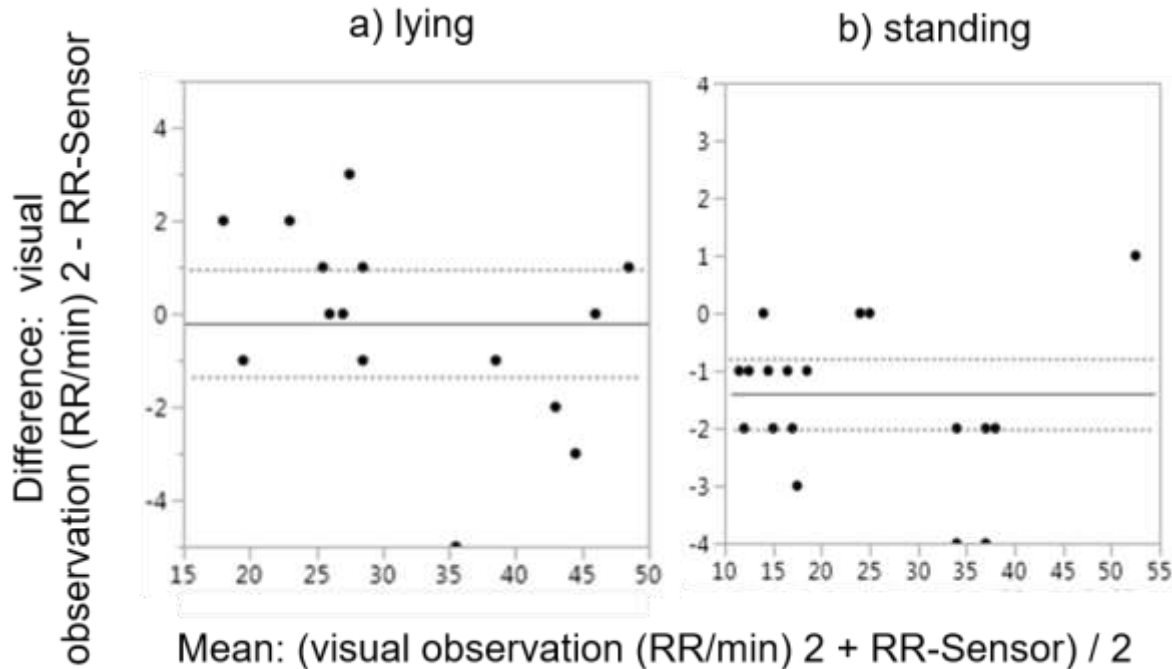 a) lying
b) standing
Difference: visual
observation (RR/min) 2 - RR-Sensor
4
2
0
-2
-4
15 20 25 30 35 40 45 50
4
3
2
1
0
-1
-2
-3
-4
10 15 20 25 30 35 40 45 50 55
Mean: (visual observation (RR/min) 2 + RR-Sensor) / 2